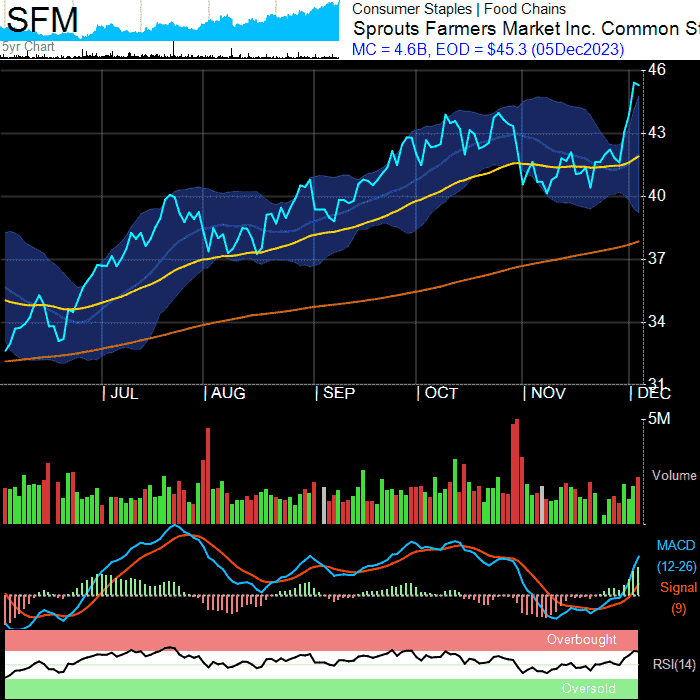 SFM
5yr Chart
Consumer Staples | Food Chains
Sprouts Farmers Market Inc. Common St
MC = 4.6B, EOD = $45.3 (05Dec2023)
46
43
40
37
34
31
| JUL | AUG | SEP | OCT | NOV | DEC
5M
Volume
MACD
(12-26)
Signal
(9)
Overbought
RSI(14)
Oversold